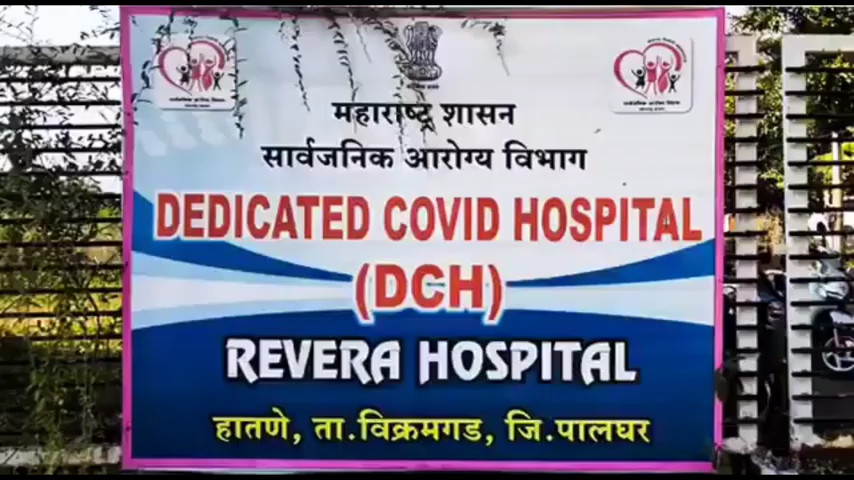 महाराष्ट्र शासन
सार्वजनिक आरोग्य विभाग
DEDICATED COVID HOSPITAL
(DCH)
REVERA HOSPITAL
हातणे, ता.विक्रमगड, जि.पालघर